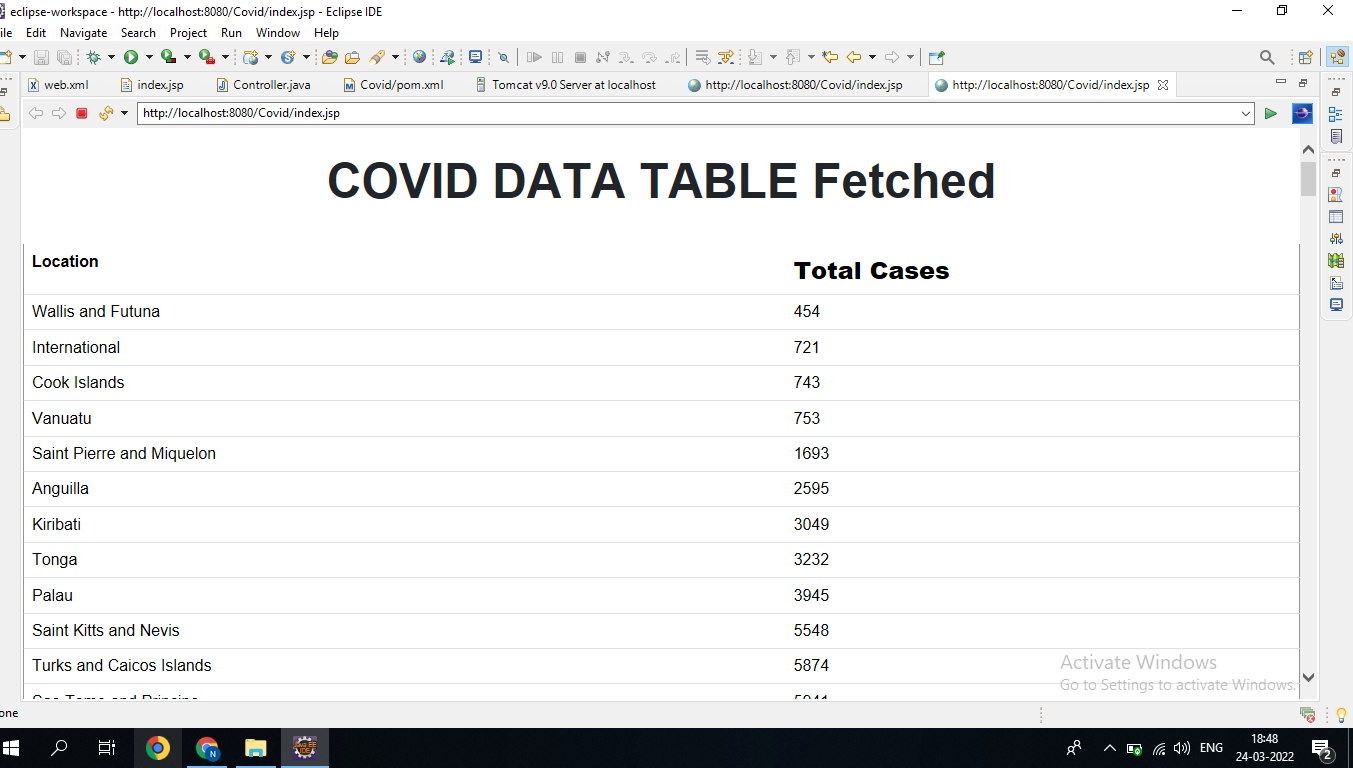 eclipse-workspace - http://localhost:8080/Covid/index.jsp - Eclipse IDE
ile Edit Navigate Search Project Run Window Help
web.xml index.jsp Controller.java Covid/pom.xml Tomcat v9.0 Server at localhost http://localhost:8080/Covid/index.jsp http://localhost:8080/Covid/index.jsp
http://localhost:8080/Covid/index.jsp
COVID DATA TABLE Fetched
Location Total Cases
Wallis and Futuna 454
International 721
Cook Islands 743
Vanuatu 753
Saint Pierre and Miquelon 1693
Anguilla 2595
Kiribati 3049
Tonga 3232
Palau 3945
Saint Kitts and Nevis 5548
Turks and Caicos Islands 5874
Activate Windows
Go to Settings to activate Windows.
one
ENG
18:48
24-03-2022
2